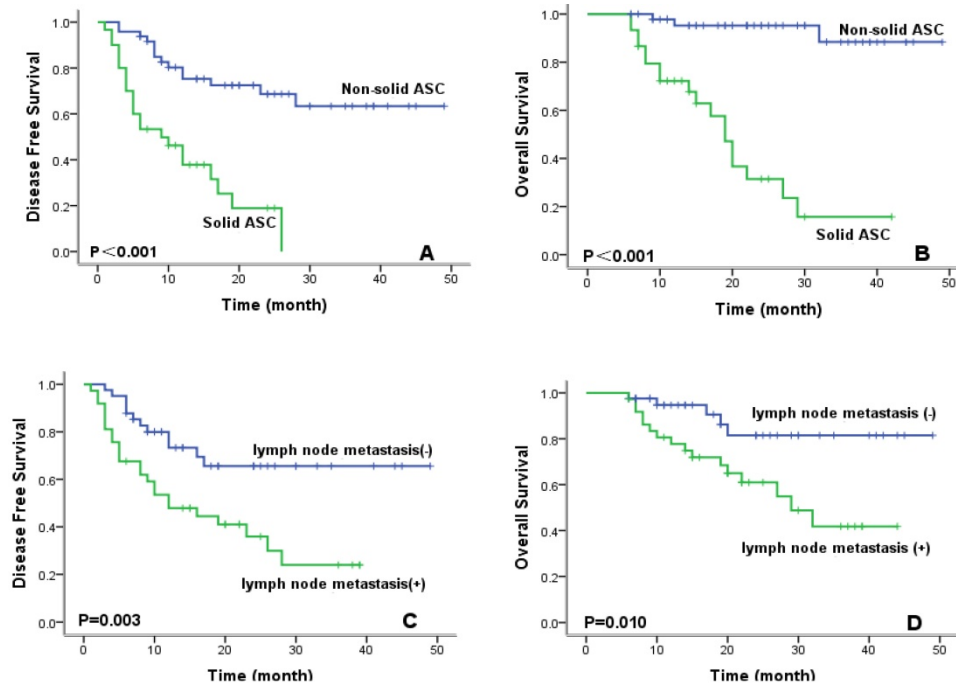 Disease Free Survival
1.0
0.8
0.6
0.4
0.2
0.0
Non-solid ASC
Solid ASC
P<0.001
A
0 10 20 30 40 50
Time (month)
Overall Survival
1.0
0.8
0.6
0.4
0.2
0.0
Non-solid ASC
Solid ASC
P<0.001
B
0 10 20 30 40 50
Time (month)
Disease Free Survival
1.0
0.8
0.6
0.4
0.2
0.0
lymph node metastasis(-)
lymph node metastasis(+)
P=0.003
C
0 10 20 30 40 50
Time (month)
Overall Survival
1.0
0.8
0.6
0.4
0.2
0.0
lymph node metastasis (-)
lymph node metastasis (+)
P=0.010
D
0 10 20 30 40 50
Time (month)